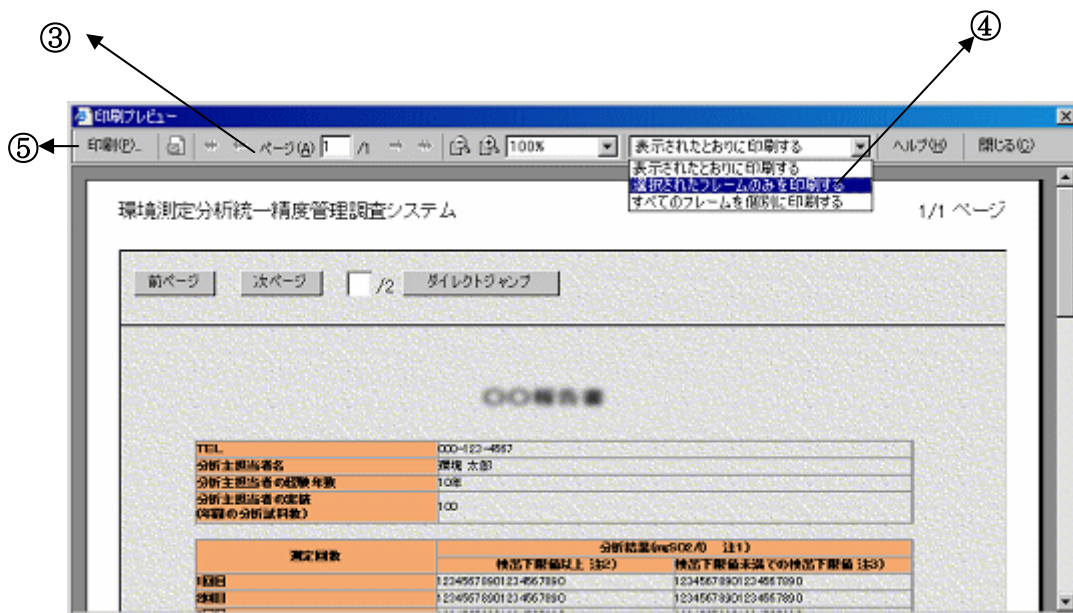 ③
④
印刷プレビュー
⑤
印刷(P)... ページ(A) 1 /1 100% 表示されたとおりに印刷する ヘルプ(H) 閉じる(C)
表示されたとおりに印刷する
選択されたフレームのみを印刷する
すべてのフレームを個別に印刷する
環境測定分析統一精度管理調査システム 1/1 ページ
前ページ 次ページ /2 ダイレクトジャンプ
〇〇報告書
TEL 000-123-4567
分析主担当者名 環境 太郎
分析主担当者の経験年数 10年
分析主担当者の実績
(年間の分析試料数) 100
測定回数 分析結果(mgSO2/l) 注1)
検出下限値以上 注2) 検出下限値未満での検出下限値 注3)
1回目 12345678901234567890 12345678901234567890
2回目 12345678901234567890 12345678901234567890